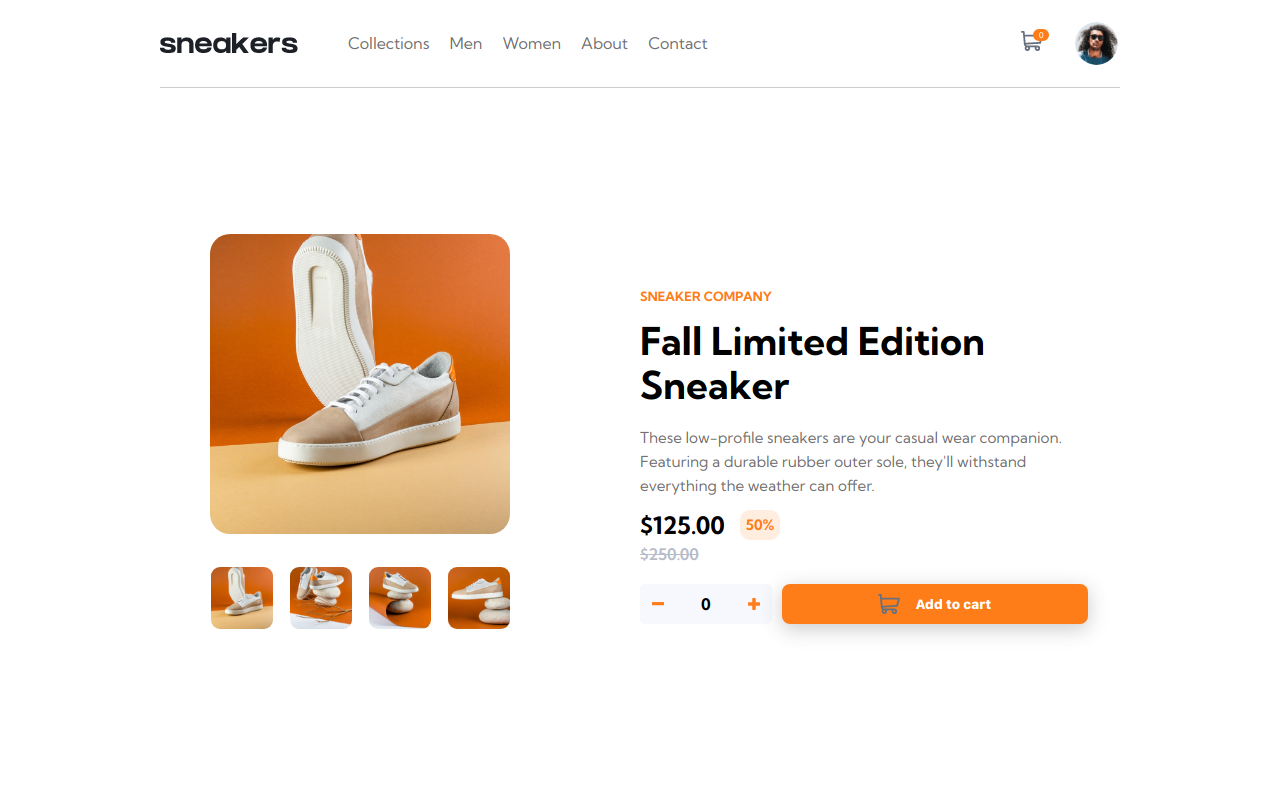 sneakers Collections Men Women About Contact 0
SNEAKER COMPANY
Fall Limited Edition
Sneaker
These low-profile sneakers are your casual wear companion.
Featuring a durable rubber outer sole, they'll withstand
everything the weather can offer.
$125.00 50%
$250.00
0 Add to cart